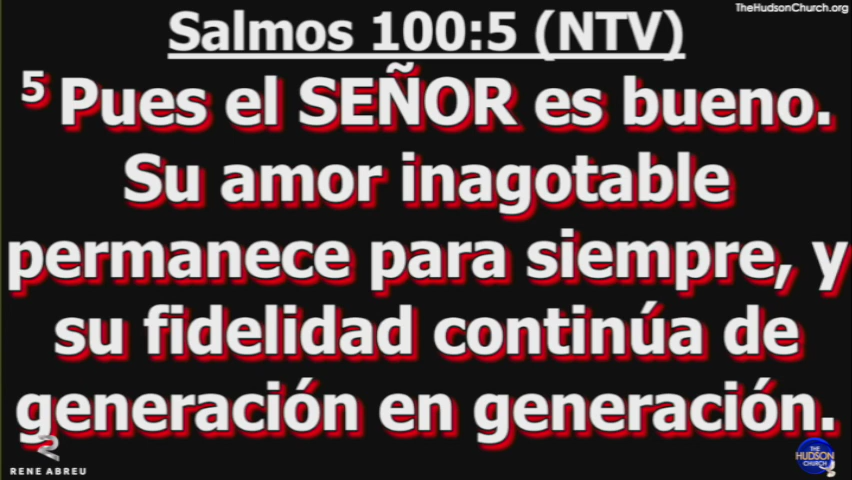 TheHudsonChurch.org
Salmos 100:5 (NTV)
5 Pues el SEÑOR es bueno.
Su amor inagotable
permanece para siempre, y
su fidelidad continúa de
generación en generación.
RENE ABREU
THE
HUDSON
CHURCH